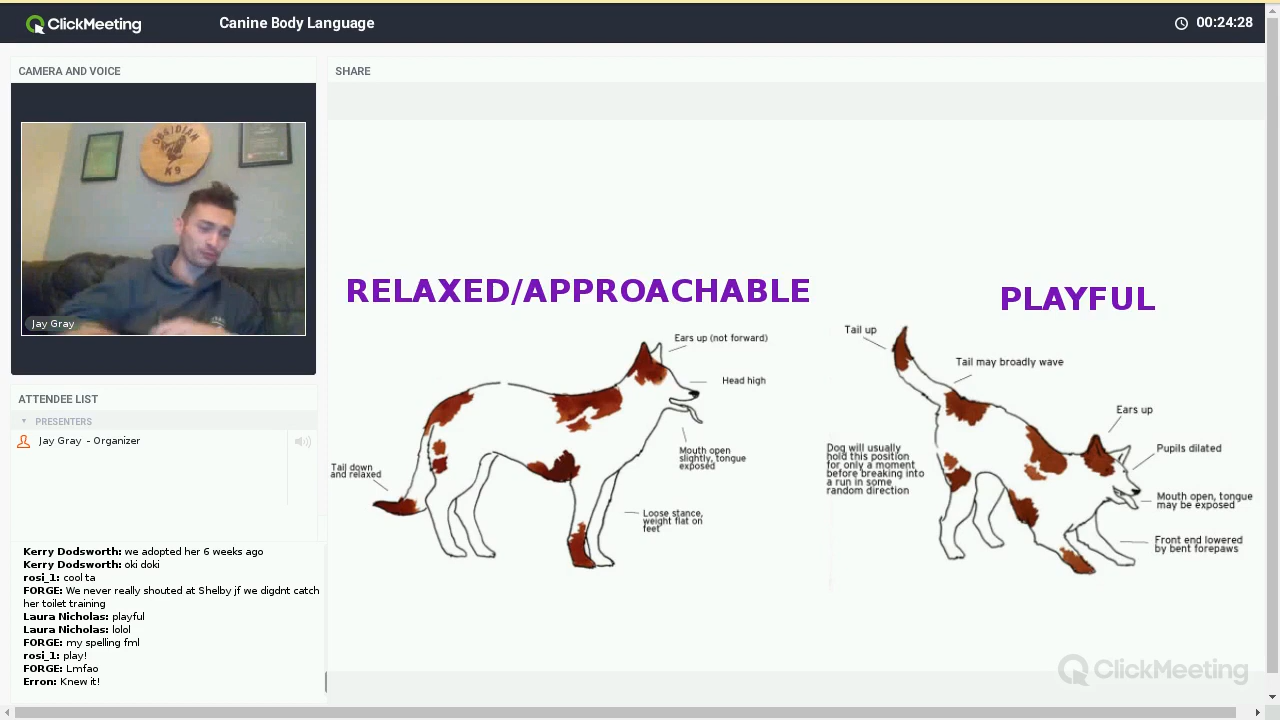 ClickMeeting
Canine Body Language
00:24:28
CAMERA AND VOICE
OBSIDIAN
K9
Jay Gray
ATTENDEE LIST
PRESENTERS
Jay Gray - Organizer
Kerry Dodsworth: we adopted her 6 weeks ago
Kerry Dodsworth: oki doki
rosi_1: cool ta
FORGE: We never really shouted at Shelby jf we digdnt catch
her toilet training
Laura Nicholas: playful
Laura Nicholas: lolol
FORGE: my spelling fml
rosi_1: play!
FORGE: Lmfao
Erron: Knew it!
SHARE
RELAXED/APPROACHABLE
Ears up (not forward)
Head high
Mouth open
slightly, tongue
exposed
Tail down
and relaxed
Loose stance,
weight flat on
feet
PLAYFUL
Tail up
Tail may broadly wave
Ears up
Pupils dilated
Dog will usually
hold this position
for only a moment
before breaking into
a run in some
random direction
Mouth open, tongue
may be exposed
Front end lowered
by bent forepaws
ClickMeeting